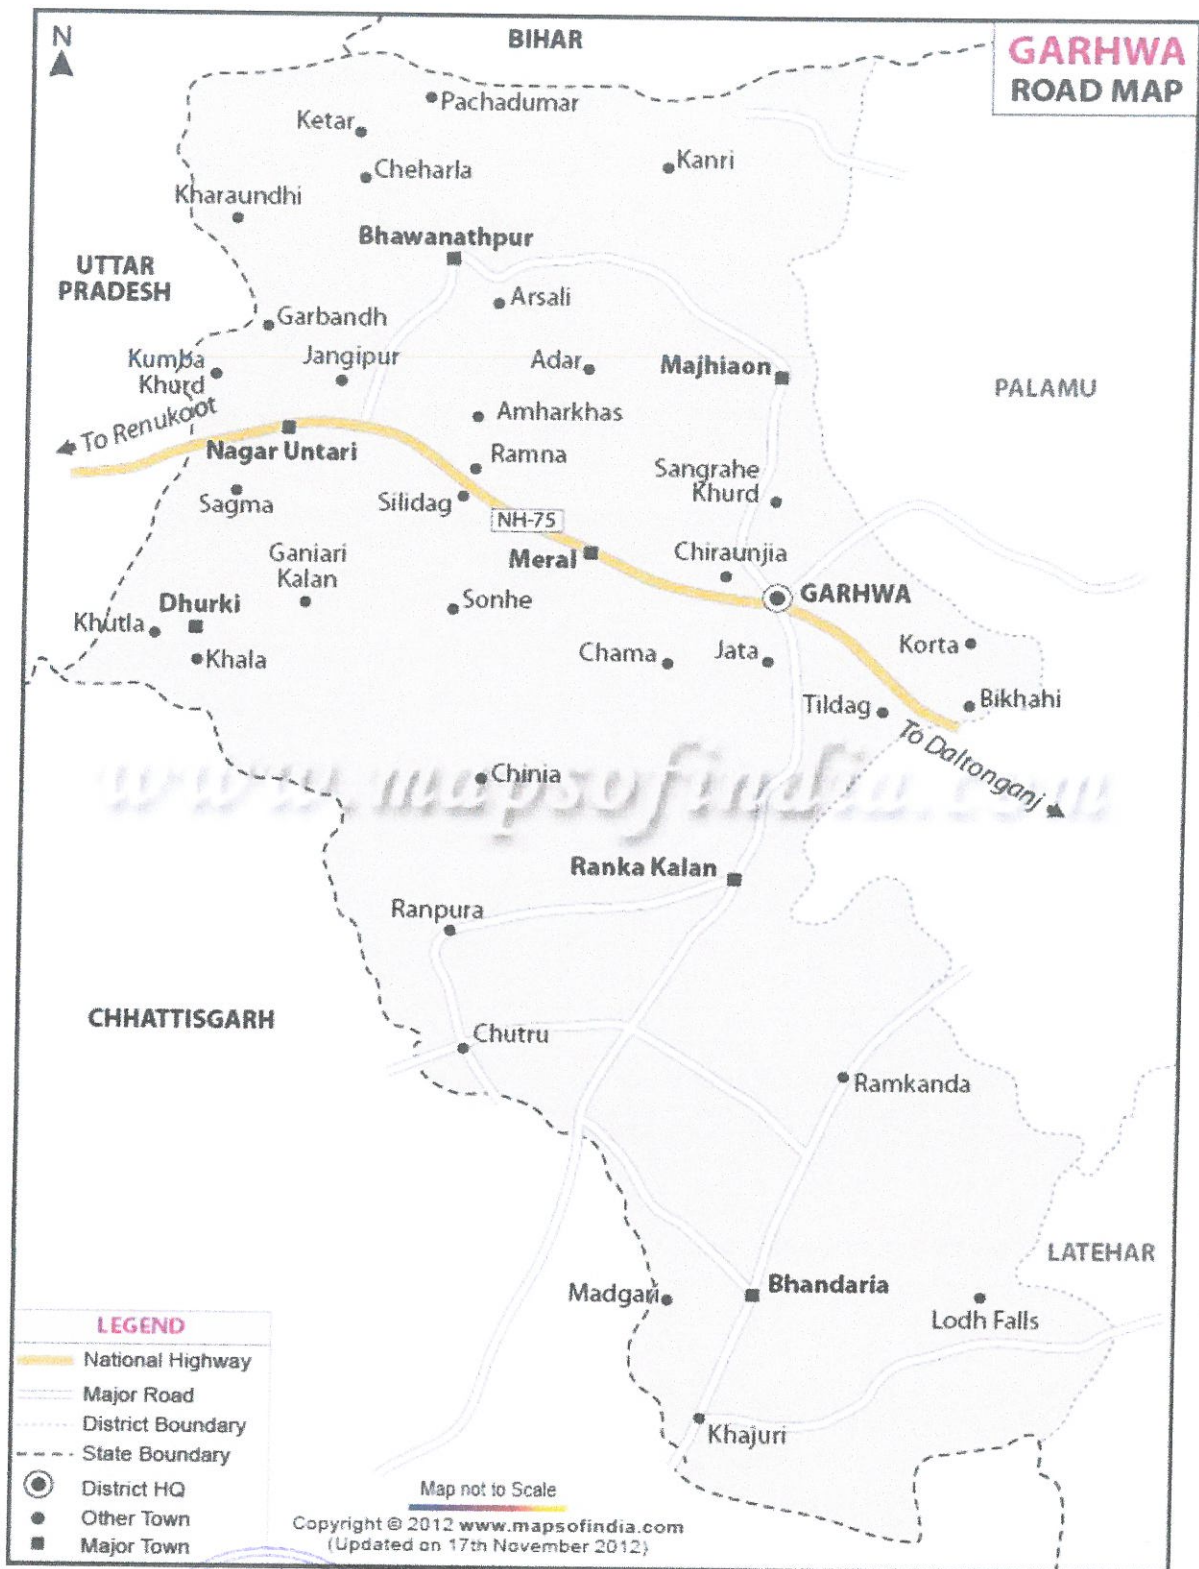 N
BIHAR
GARHWA
ROAD MAP
Pachadumar
Ketar
Cheharla
Kanri
Kharaundhi
Bhawanathpur
UTTAR
PRADESH
Arsali
Garbandh
Kumba
Khurd
Jangipur
Adar
Majhiaon
PALAMU
To Renukoot
Amharkhas
Nagar Untari
Ramna
Sangrahe
Khurd
Sagma
Silidag
NH-75
Meral
Chiraunjia
Ganiari
Kalan
GARHWA
Dhurki
Sonhe
Khutla
Khala
Chama
Jata
Korta
Tildag
Bikhahi
To Daltonganj
www.mapsofindia.com
Chinia
Ranka Kalan
Ranpura
CHHATTISGARH
Chutru
Ramkanda
LATEHAR
Madgari
Bhandaria
Lodh Falls
Khajuri
LEGEND
National Highway
Major Road
District Boundary
State Boundary
District HQ
Other Town
Major Town
Map not to Scale
Copyright © 2012 www.mapsofindia.com
(Updated on 17th November 2012)